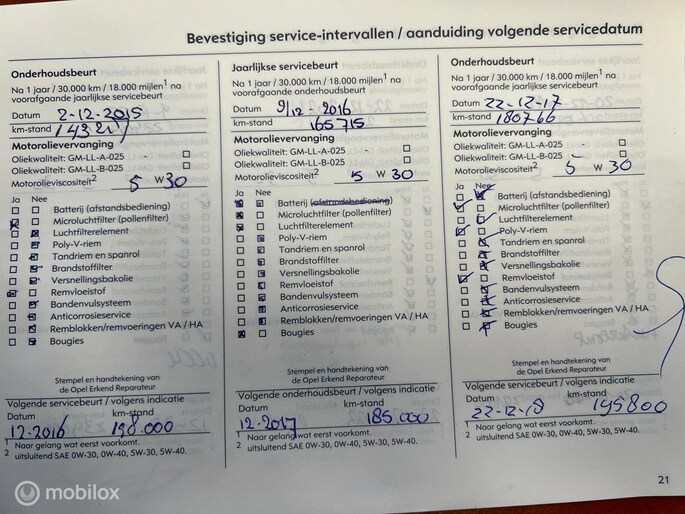 Bevestiging service-intervallen / aanduiding volgende servicedatum
Onderhoudsbeurt
Na 1 jaar / 30.000 km / 18.000 mijlen1 na
voorafgaande jaarlijkse servicebeurt
Datum 2-12-2015
km-stand
Motorolievervanging
Oliekwaliteit: GM-LL-A-025 - ☐
Oliekwaliteit: GM-LL-B-025 ☐
Motorolieviscositeit2 5 W 30
Ja Nee
Batterij (afstandsbediening)
Microluchtfilter (pollenfilter)
Luchtfilterelement
Poly-V-riem
Tandriem en spanrol
Brandstoffilter
Versnellingsbakolie
Remvloeistof
Bandenvulsysteem
Anticorrosieservice
Remblokken/remvoeringen VA / HA
Bougies
Stempel en handtekening van
de Opel Erkend Reparateur
Volgende servicebeurt / volgens indicatie
Datum km-stand
12-2016 198.000
1 Naar gelang wat eerst voorkomt.
2 uitsluitend SAE 0W-30, 0W-40, 5W-30, 5W-40.
Jaarlijkse servicebeurt
Na 1 jaar / 30.000 km / 18.000 mijlen1 na
voorafgaande onderhoudsbeurt
Datum 9/12-2016
km-stand 165715
Motorolievervanging
Oliekwaliteit: GM-LL-A-025 - ☐
Oliekwaliteit: GM-LL-B-025 ☐
Motorolieviscositeit2 5 W 30
Ja Nee
Batterij (afstandsbediening)
Microluchtfilter (pollenfilter)
Luchtfilterelement
Poly-V-riem
Tandriem en spanrol
Brandstoffilter
Versnellingsbakolie
Remvloeistof
Bandenvulsysteem
Anticorrosieservice
Remblokken/remvoeringen VA / HA
Bougies
Stempel en handtekening van
de Opel Erkend Reparateur
Volgende onderhoudsbeurt / volgens indicatie
Datum km-stand
12-2017 185.000
1 Naar gelang wat eerst voorkomt.
2 uitsluitend SAE 0W-30, 0W-40, 5W-30, 5W-40.
Onderhoudsbeurt
Na 1 jaar / 30.000 km / 18.000 mijlen1 na
voorafgaande jaarlijkse servicebeurt
Datum 22-12-17
km-stand 180766
Motorolievervanging
Oliekwaliteit: GM-LL-A-025 - ☐
Oliekwaliteit: GM-LL-B-025 ☐
Motorolieviscositeit2 5 W 30
Ja Nee
Batterij (afstandsbediening)
Microluchtfilter (pollenfilter)
Luchtfilterelement
Poly-V-riem
Tandriem en spanrol
Brandstoffilter
Versnellingsbakolie
Remvloeistof
Bandenvulsysteem
Anticorrosieservice
Remblokken/remvoeringen VA / HA
Bougies
Stempel en handtekening van
de Opel Erkend Reparateur
Volgende servicebeurt / volgens indicatie
Datum km-stand
22-12-18 195800
1 Naar gelang wat eerst voorkomt.
2 uitsluitend SAE 0W-30, 0W-40, 5W-30, 5W-40.
21
mobilox